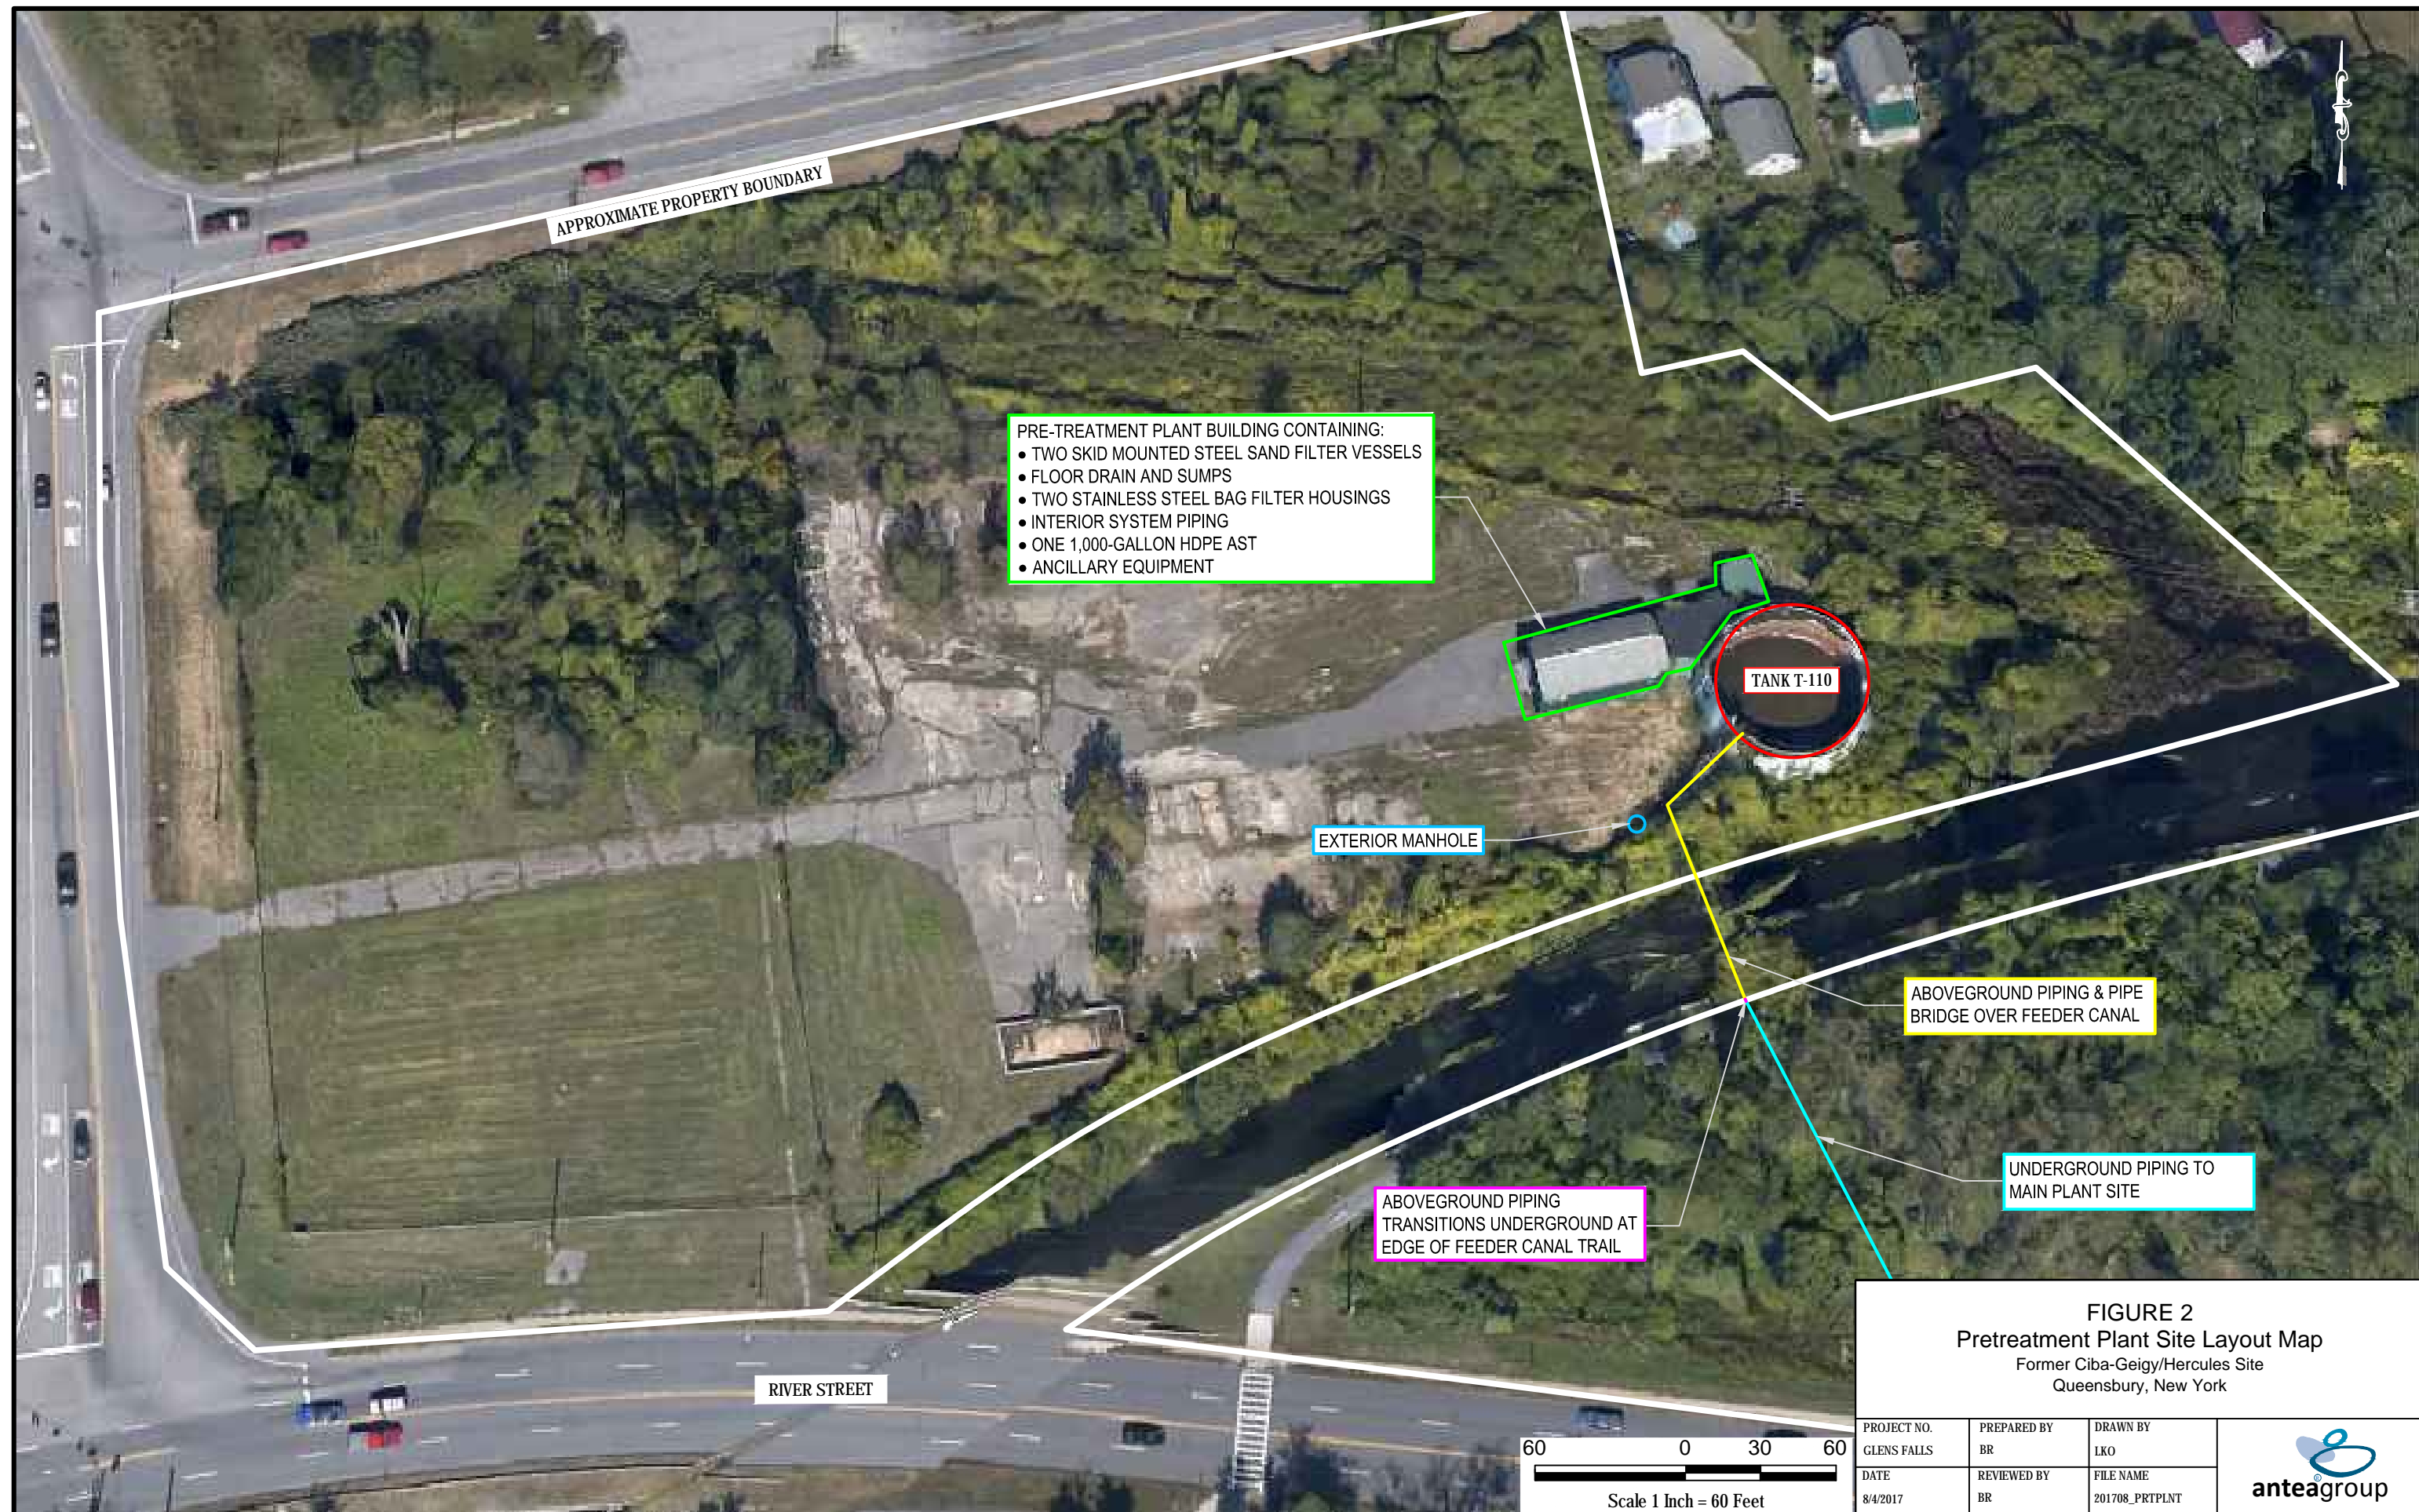 APPROXIMATE PROPERTY BOUNDARY
PRE-TREATMENT PLANT BUILDING CONTAINING:
• TWO SKID MOUNTED STEEL SAND FILTER VESSELS
• FLOOR DRAIN AND SUMPS
• TWO STAINLESS STEEL BAG FILTER HOUSINGS
• INTERIOR SYSTEM PIPING
• ONE 1,000-GALLON HDPE AST
• ANCILLARY EQUIPMENT
TANK T-110
EXTERIOR MANHOLE
ABOVEGROUND PIPING & PIPE
BRIDGE OVER FEEDER CANAL
UNDERGROUND PIPING TO
MAIN PLANT SITE
ABOVEGROUND PIPING
TRANSITIONS UNDERGROUND AT
EDGE OF FEEDER CANAL TRAIL
RIVER STREET
60 0 30 60
Scale 1 Inch = 60 Feet
FIGURE 2
Pretreatment Plant Site Layout Map
Former Ciba-Geigy/Hercules Site
Queensbury, New York
PROJECT NO.
GLENS FALLS
PREPARED BY
BR
DRAWN BY
LKO
DATE
8/4/2017
REVIEWED BY
BR
FILE NAME
201708_PRTPLNT
anteagroup